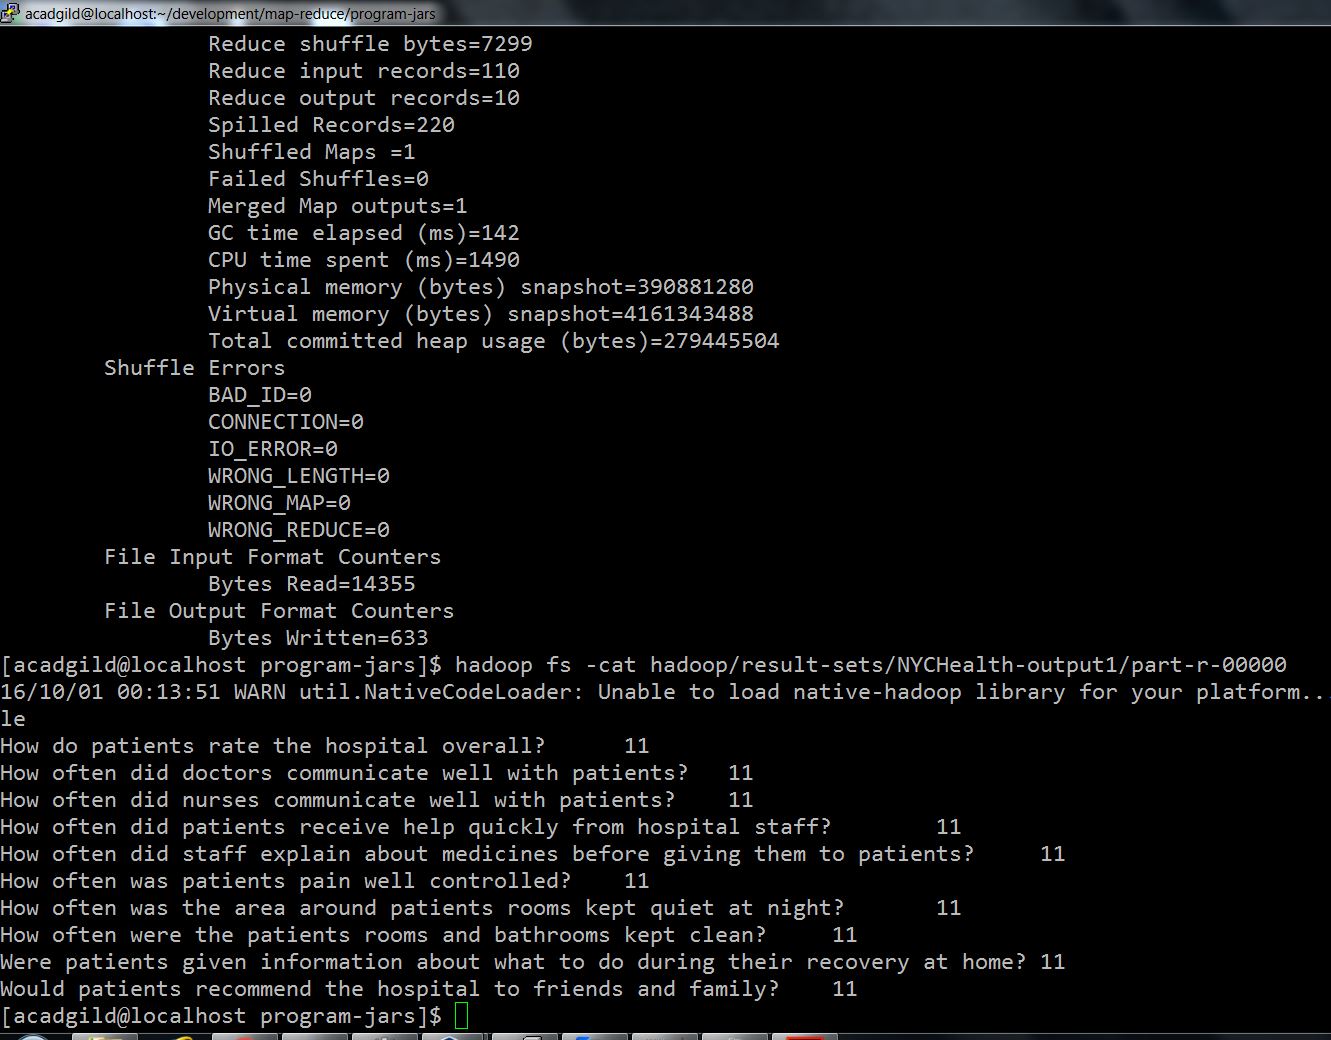 acadgild@localhost:~/development/map-reduce/program-jars
Reduce shuffle bytes=7299
Reduce input records=110
Reduce output records=10
Spilled Records=220
Shuffled Maps =1
Failed Shuffles=0
Merged Map outputs=1
GC time elapsed (ms)=142
CPU time spent (ms)=1490
Physical memory (bytes) snapshot=390881280
Virtual memory (bytes) snapshot=4161343488
Total committed heap usage (bytes)=279445504
Shuffle Errors
BAD_ID=0
CONNECTION=0
IO_ERROR=0
WRONG_LENGTH=0
WRONG_MAP=0
WRONG_REDUCE=0
File Input Format Counters
Bytes Read=14355
File Output Format Counters
Bytes Written=633
[acadgild@localhost program-jars]$ hadoop fs -cat hadoop/result-sets/NYCHealth-output1/part-r-00000
16/10/01 00:13:51 WARN util.NativeCodeLoader: Unable to load native-hadoop library for your platform..
le
How do patients rate the hospital overall? 11
How often did doctors communicate well with patients? 11
How often did nurses communicate well with patients? 11
How often did patients receive help quickly from hospital staff? 11
How often did staff explain about medicines before giving them to patients? 11
How often was patients pain well controlled? 11
How often was the area around patients rooms kept quiet at night? 11
How often were the patients rooms and bathrooms kept clean? 11
Were patients given information about what to do during their recovery at home? 11
Would patients recommend the hospital to friends and family? 11
[acadgild@localhost program-jars]$